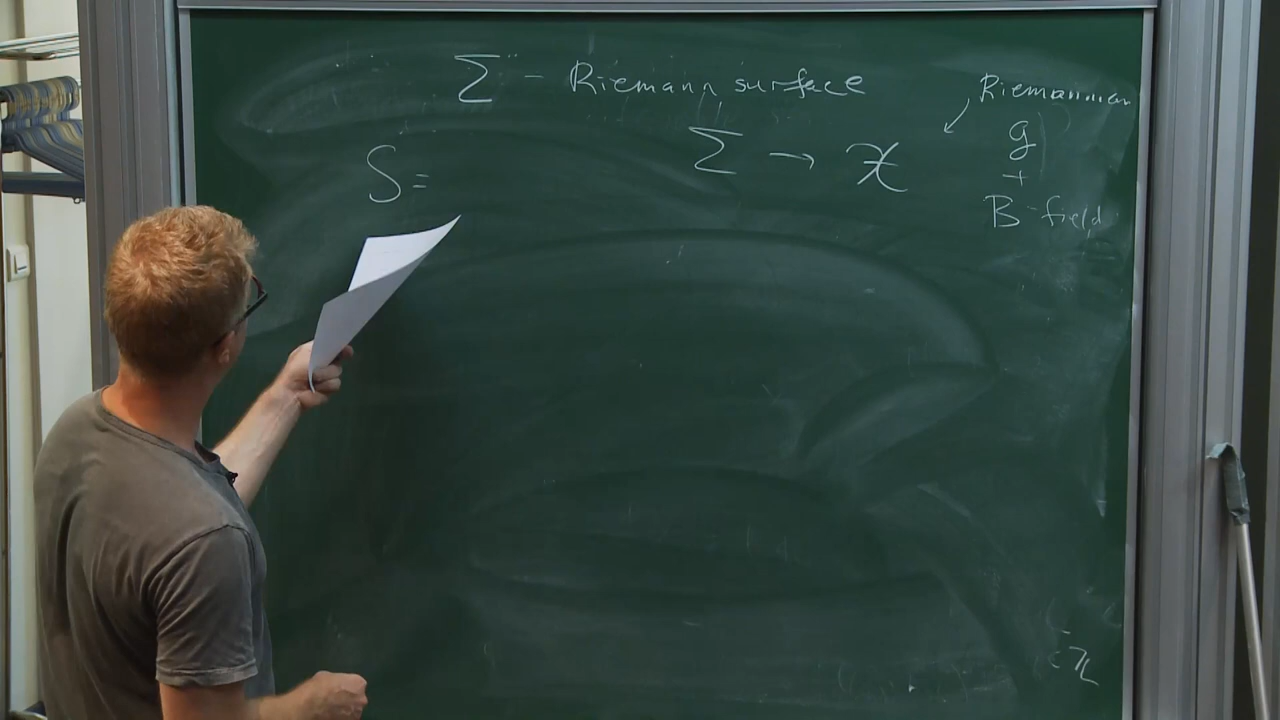 Σ - Riemann surface
Riemannian
g
+
B-field
Σ → X
S =